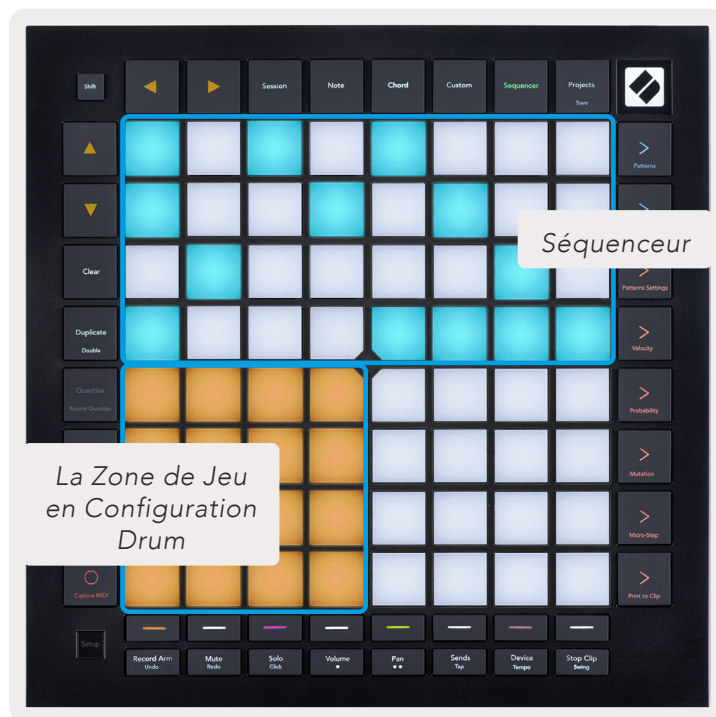 Shift
Session
Note
Chord
Custom
Sequencer
Projects
Save
Patterns
Séquenceur
Clear
Patterns Settings
Duplicate
Double
Velocity
Quantise
Record Quantise
Probability
La Zone de Jeu
en Configuration
Drum
Mutation
Micro-Step
Capture MIDI
Print to Clip
Setup
Record Arm
Undo
Mute
Redo
Solo
Click
Volume
Pan
Sends
Tap
Device
Tempo
Stop Clip
Swing